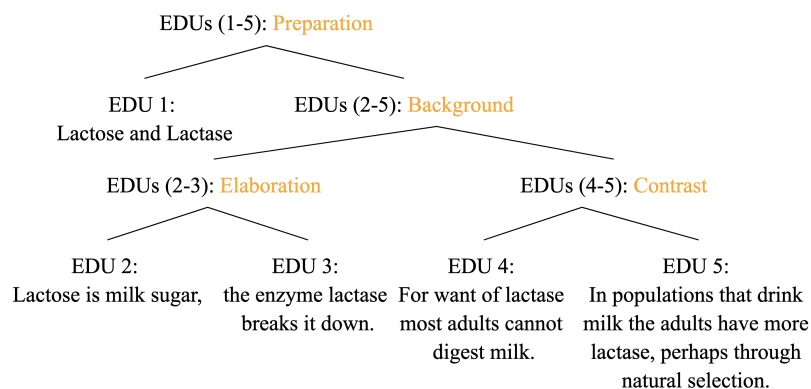 EDUs (1-5): Preparation
EDU 1:
Lactose and Lactase
EDUs (2-5): Background
EDUs (2-3): Elaboration
EDUs (4-5): Contrast
EDU 2:
Lactose is milk sugar,
EDU 3:
the enzyme lactase
breaks it down.
EDU 4:
For want of lactase
most adults cannot
digest milk.
EDU 5:
In populations that drink
milk the adults have more
lactase, perhaps through
natural selection.